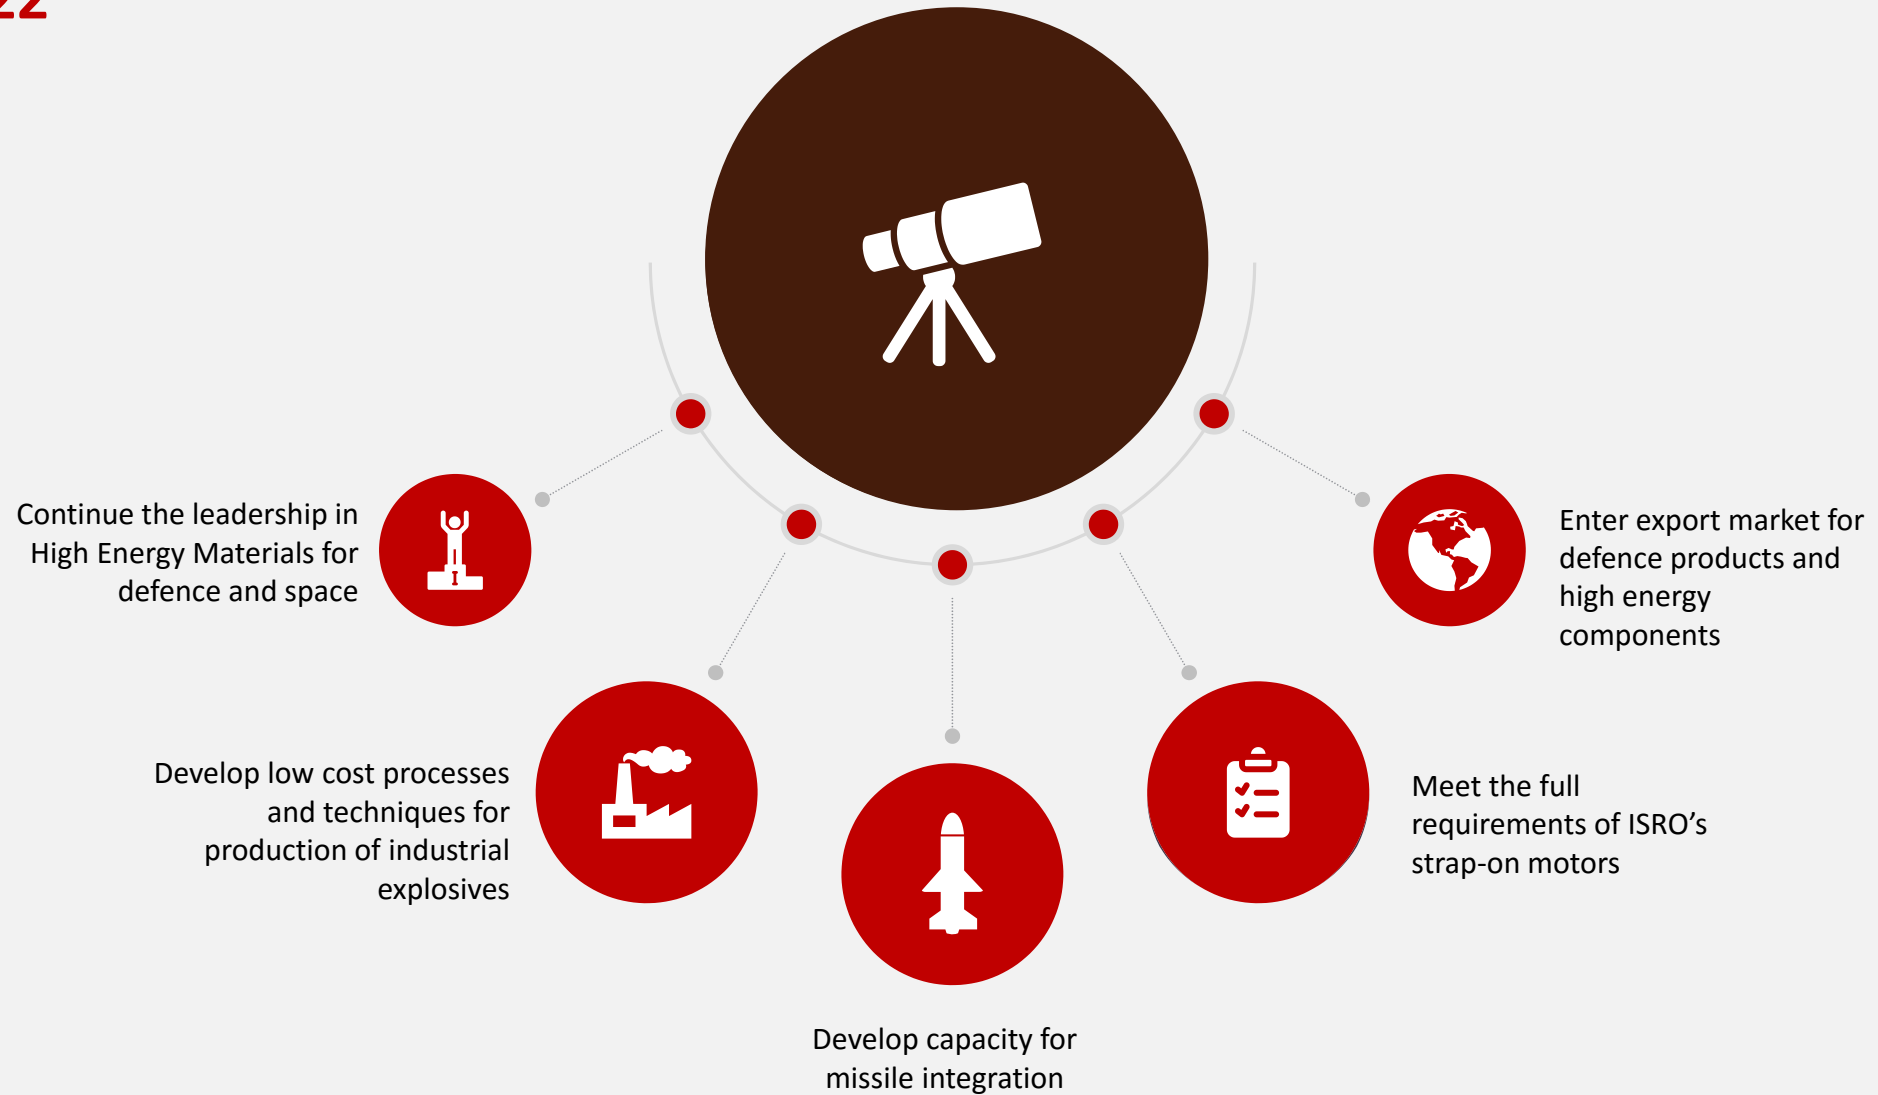 22
Continue the leadership in
High Energy Materials for
defence and space
Develop low cost processes
and techniques for
production of industrial
explosives
Develop capacity for
missile integration
Meet the full
requirements of ISRO’s
strap-on motors
Enter export market for
defence products and
high energy
components